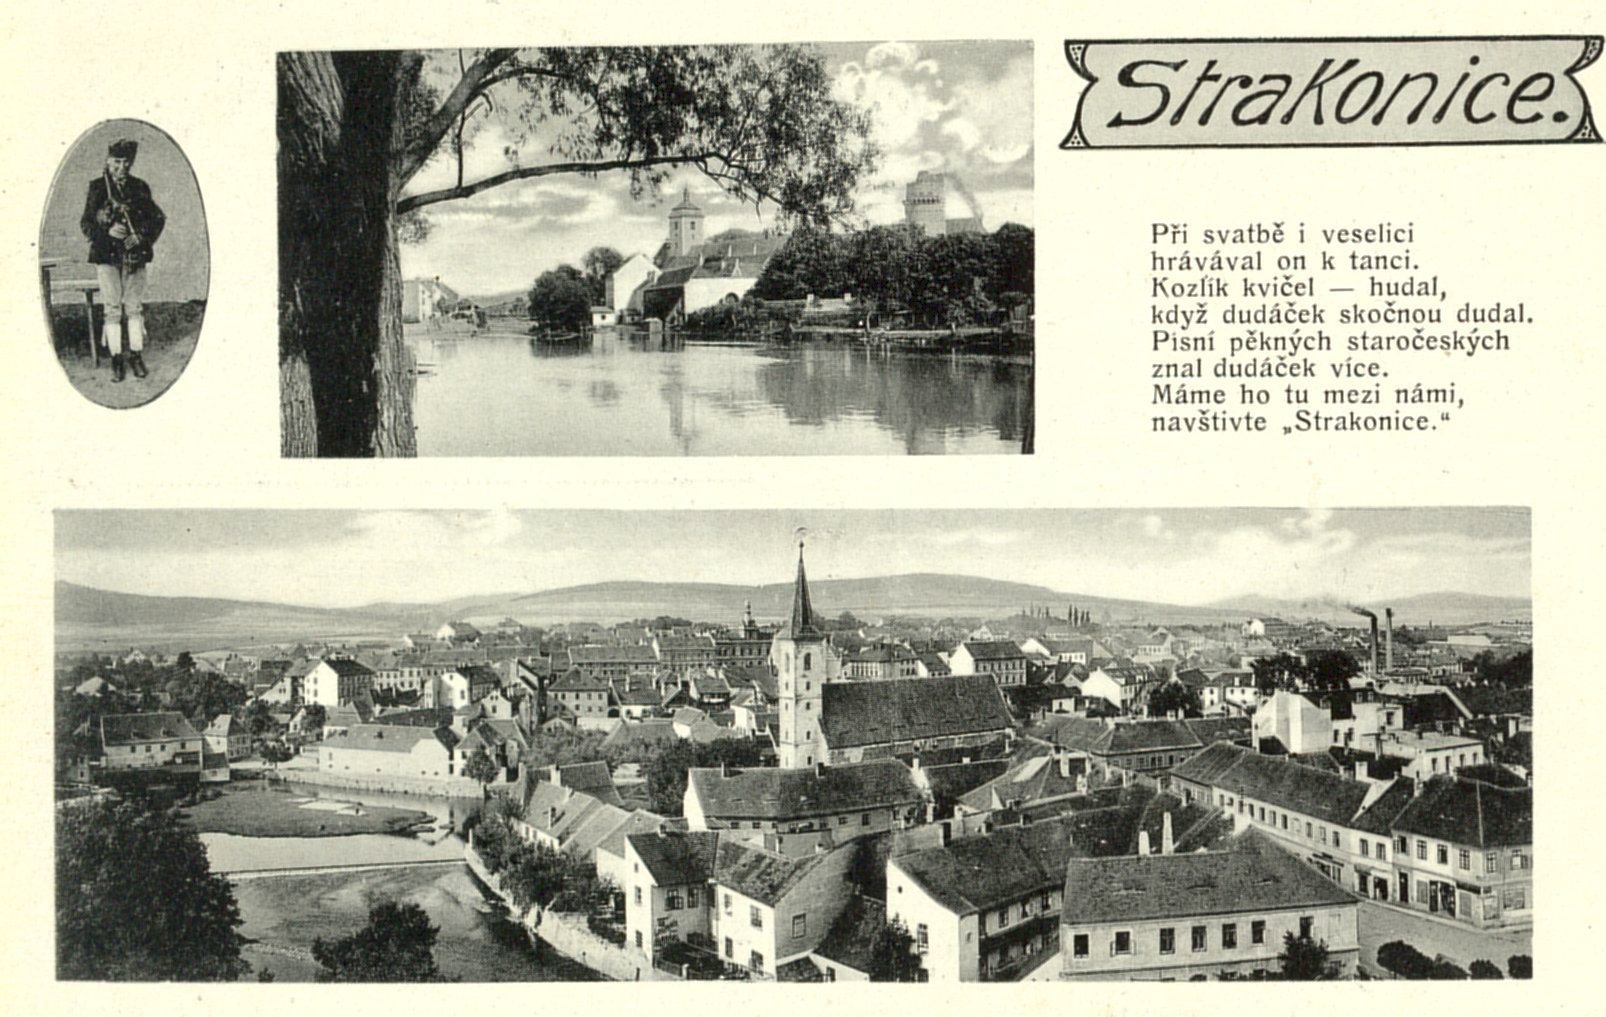 Strakonice.
Při svatbě i veselici
hrávával on k tanci.
Kozlík kvičel — hudal,
když dudáček skočnou dudal.
Pisní pěkných staročeských
znal dudáček více.
Máme ho tu mezi námi,
navštivte „Strakonice.“